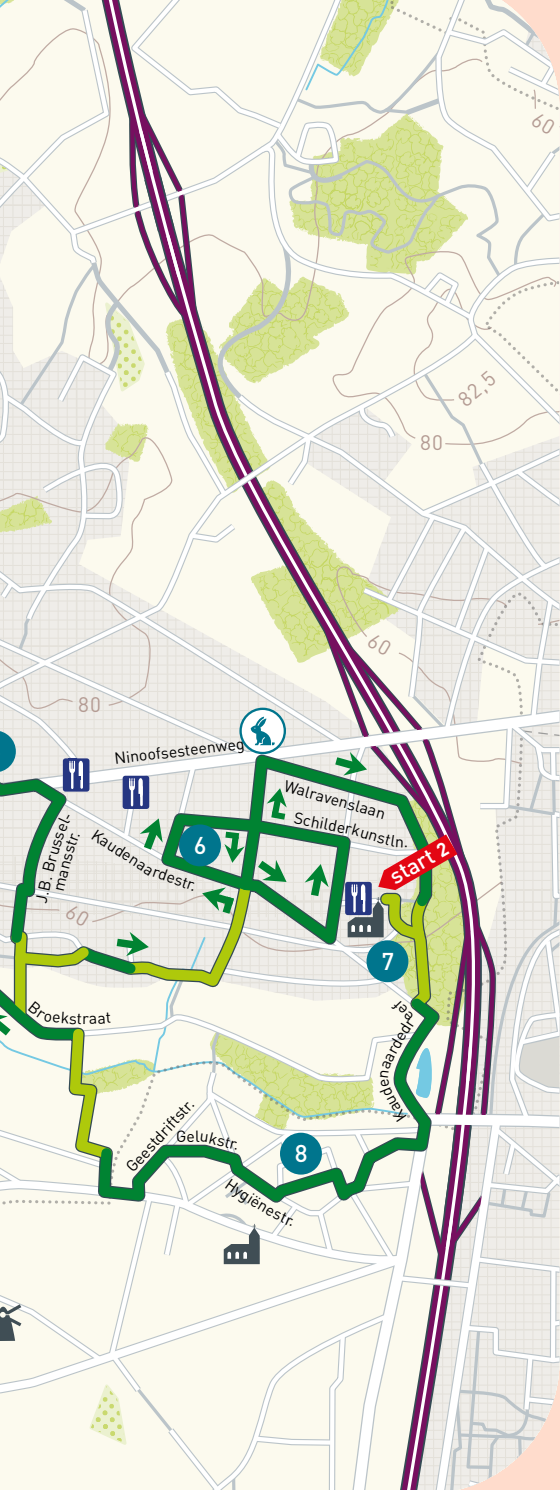 60
82,5
80
60
80
Ninoofsesteenweg
Walravenslaan
Schilderkunstln.
J.B. Brussel-
mansstr.
Kaudenaardestr.
6
start 2
60
7
Kaudenaardedreef
Broekstraat
Geestdriftstr.
Gelukstr.
8
Hygiënestr.